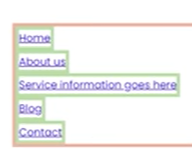 Home
About us
Service information goes here
Blog
Contact